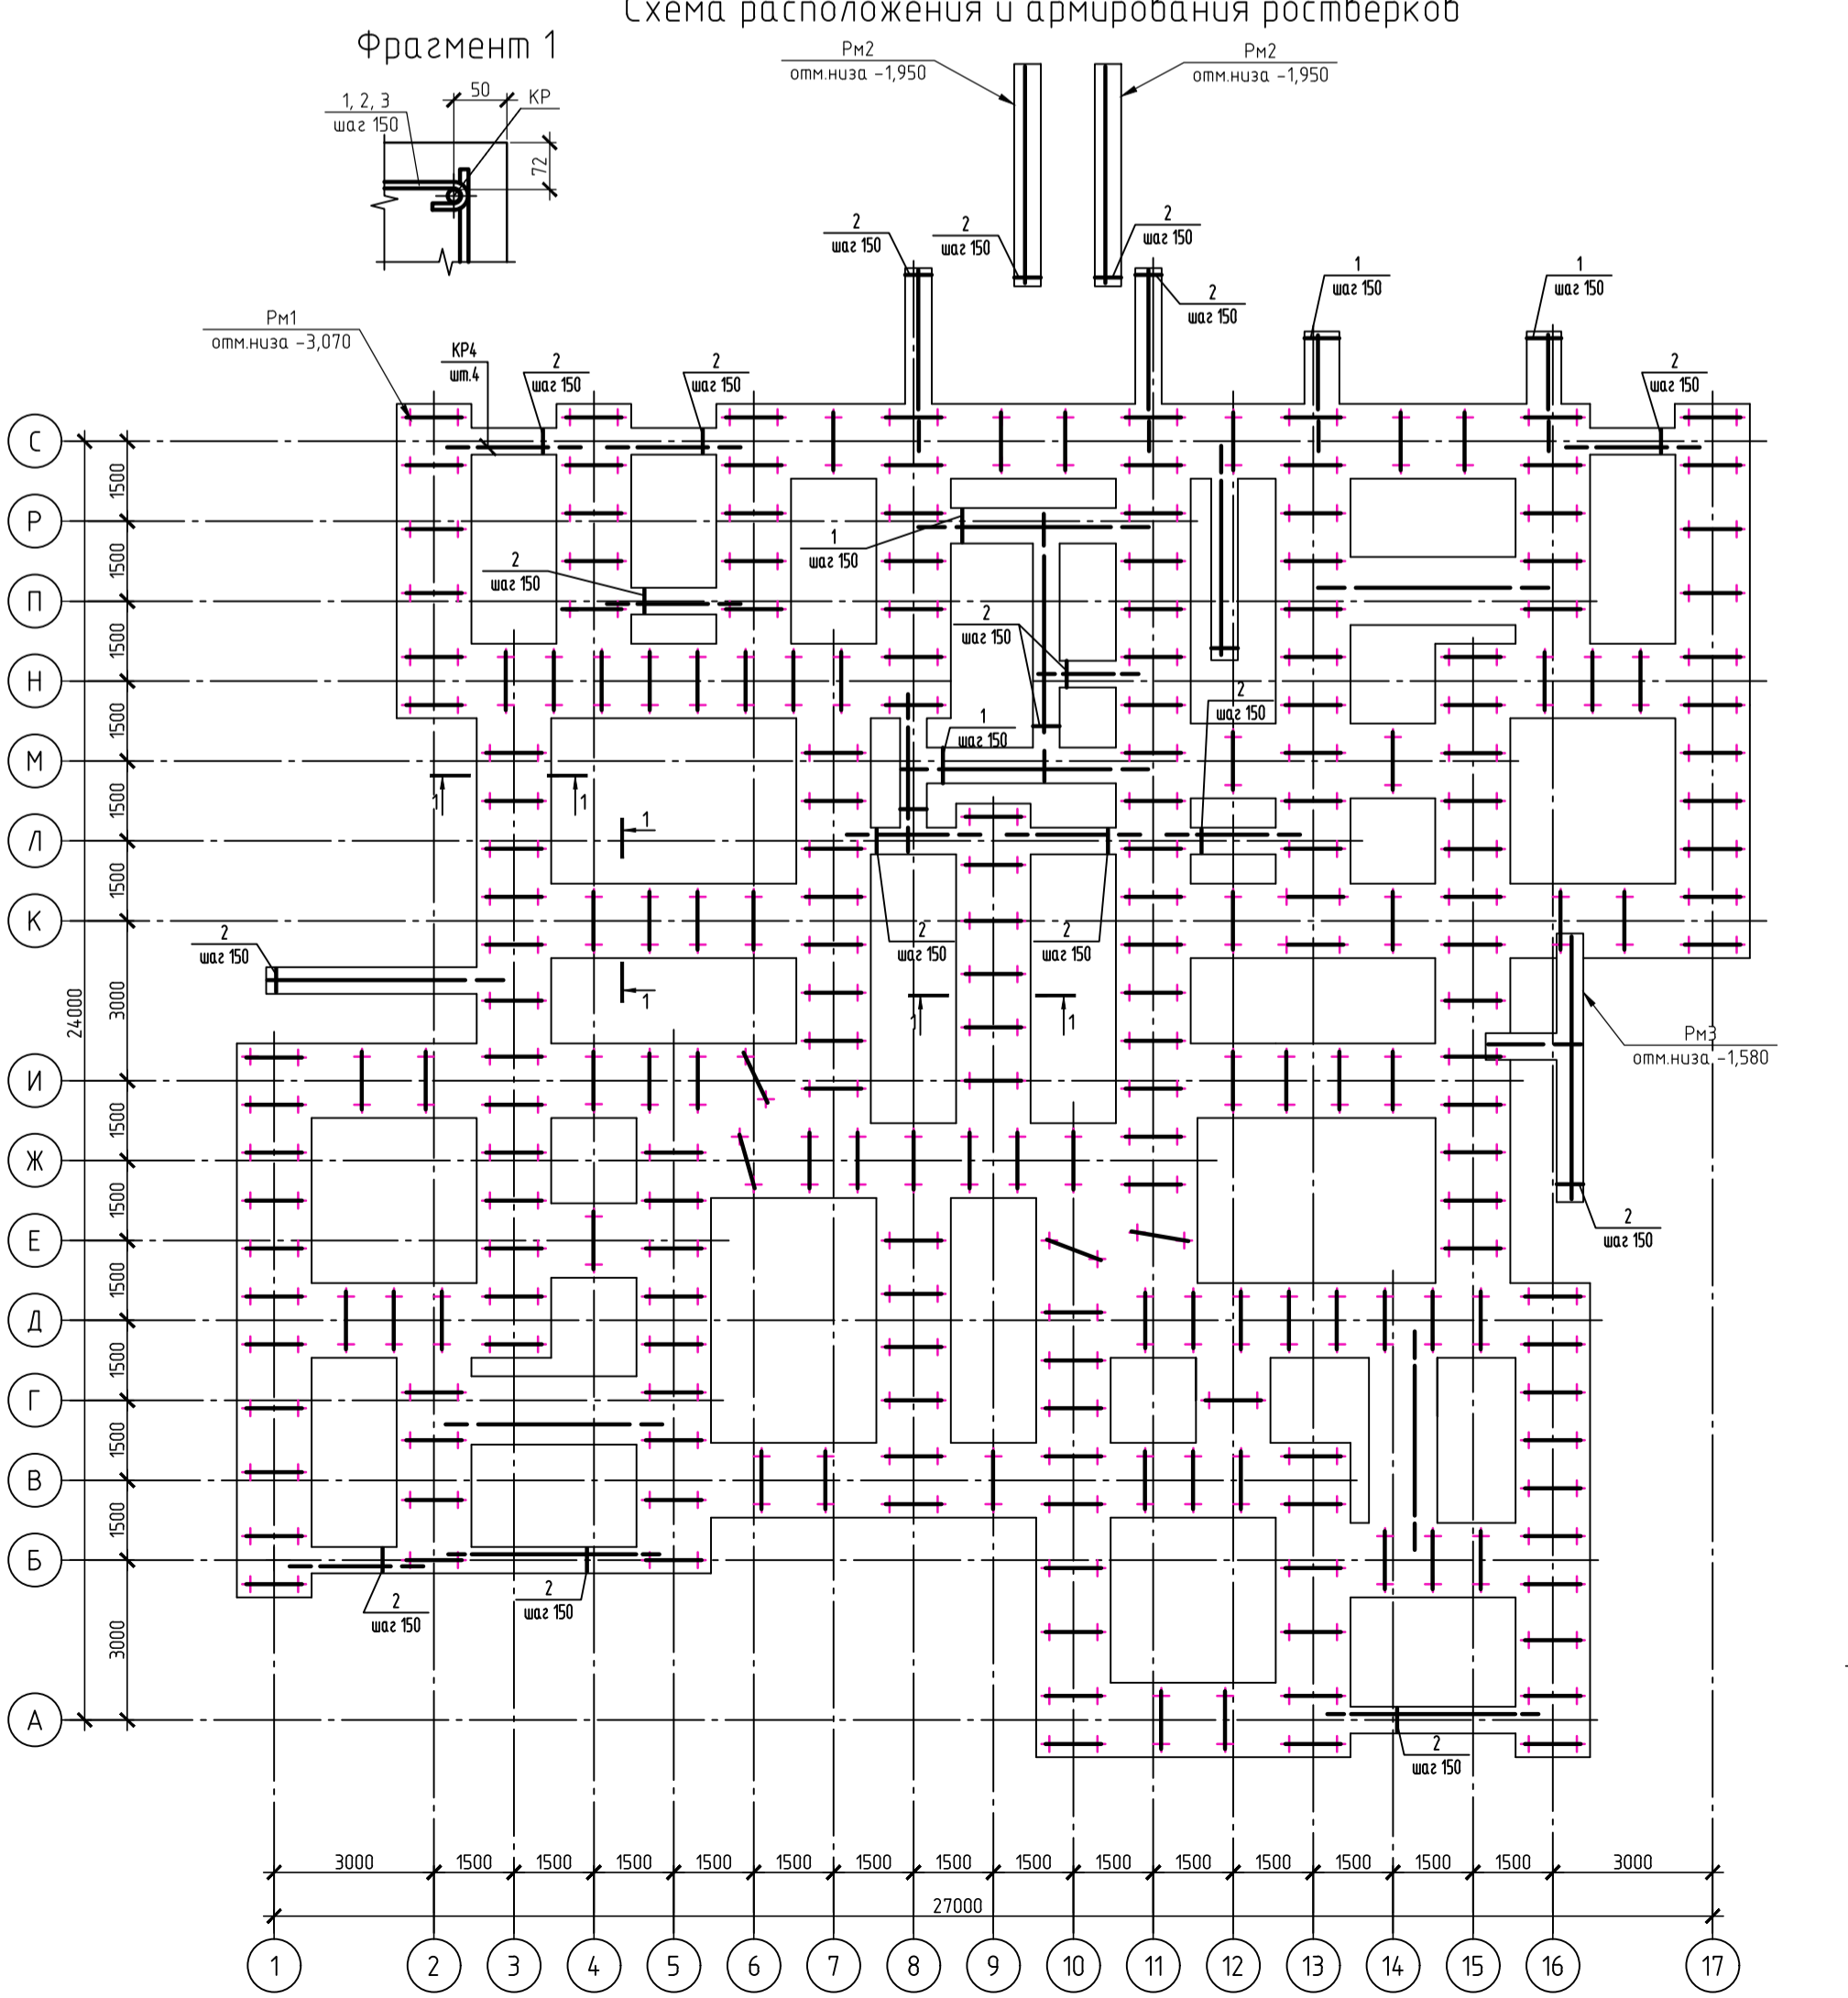 Схема расположения и армирования ростверков
Фрагмент 1
1, 2, 3
шаг 150
50
КР
72
Рм2
отм.низа -1,950
Рм2
отм.низа -1,950
2
шаг 150
2
шаг 150
2
шаг 150
2
шаг 150
1
шаг 150
1
шаг 150
Рм1
отм.низа -3,070
КР4
шт.4
2
шаг 150
2
шаг 150
2
шаг 150
1
шаг 150
2
шаг 150
2
шаг 150
2
шаг 150
1
шаг 150
1
1
1
1
2
шаг 150
2
шаг 150
2
шаг 150
1
1
Рм3
отм.низа -1,580
2
шаг 150
2
шаг 150
2
шаг 150
2
шаг 150
С
Р
П
Н
М
Л
К
И
Ж
Е
Д
Г
В
Б
А
1500
1500
1500
1500
1500
1500
3000
1500
1500
1500
1500
1500
1500
3000
24000
3000
1500
1500
1500
1500
1500
1500
1500
1500
1500
1500
1500
1500
1500
1500
3000
27000
1
2
3
4
5
6
7
8
9
10
11
12
13
14
15
16
17